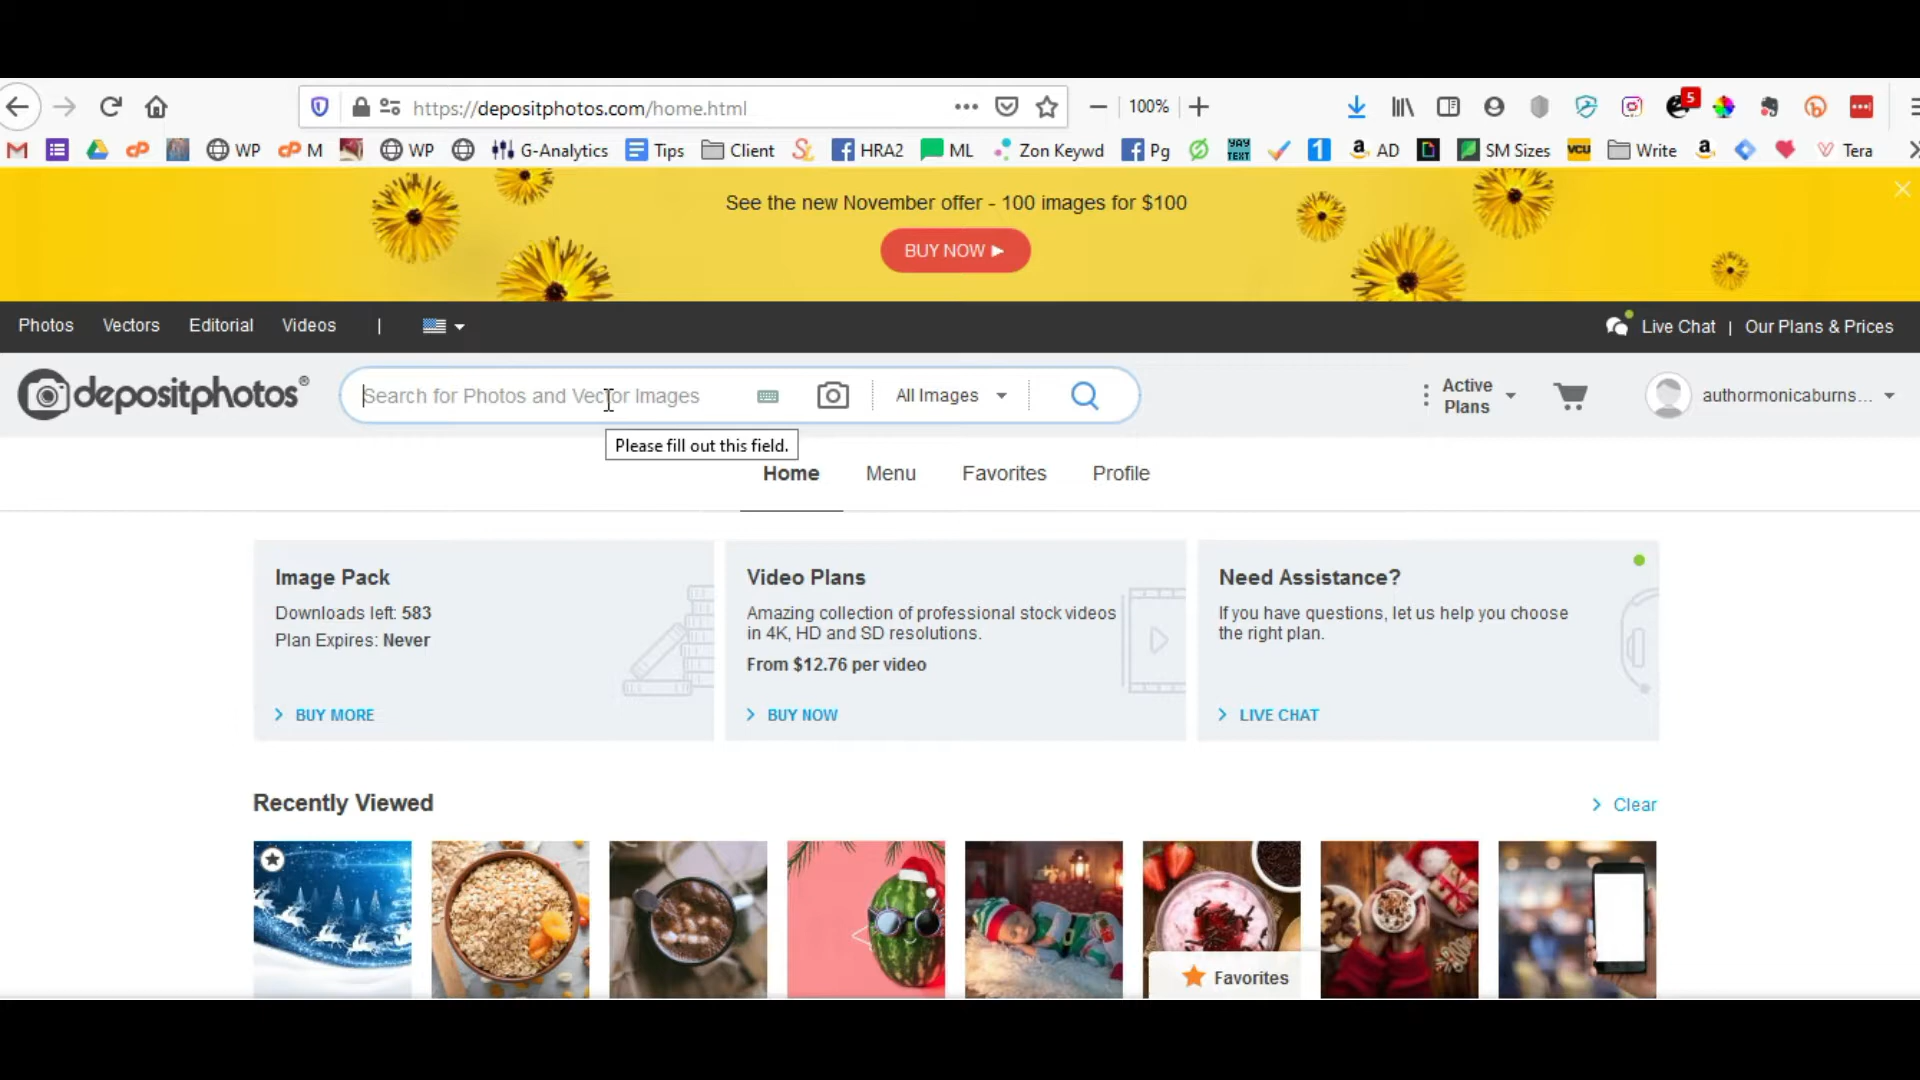 https://depositphotos.com/home.html
100%
5
WP
M
WP
G-Analytics
Tips
Client
HRA2
ML
Zon Keywd
Pg
YAY TEXT
1
AD
SM Sizes
VCU
Write
Tera
See the new November offer - 100 images for $100
BUY NOW ►
Photos Vectors Editorial Videos |
Live Chat | Our Plans & Prices
depositphotos®
Search for Photos and Vector Images
All Images
Active
Plans
authormonicaburns...
Please fill out this field.
Home Menu Favorites Profile
Image Pack
Downloads left: 583
Plan Expires: Never
BUY MORE
Video Plans
Amazing collection of professional stock videos
in 4K, HD and SD resolutions.
From $12.76 per video
BUY NOW
Need Assistance?
If you have questions, let us help you choose
the right plan.
LIVE CHAT
Recently Viewed
Clear
Favorites